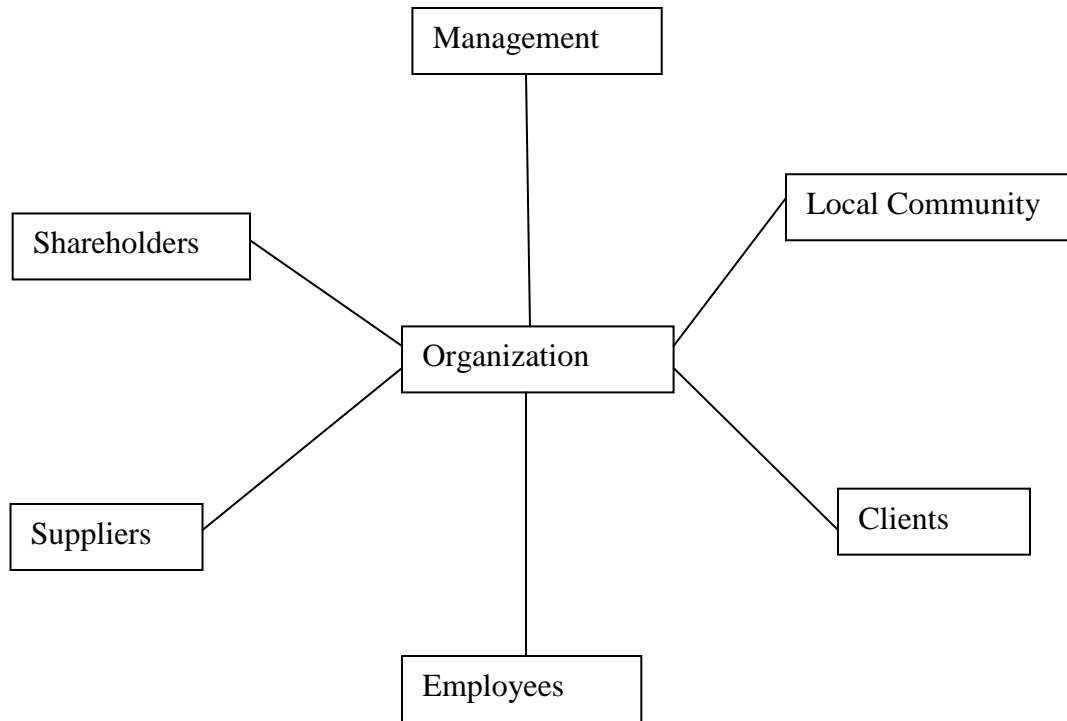 Management
Local Community
Shareholders
Organization
Suppliers
Clients
Employees